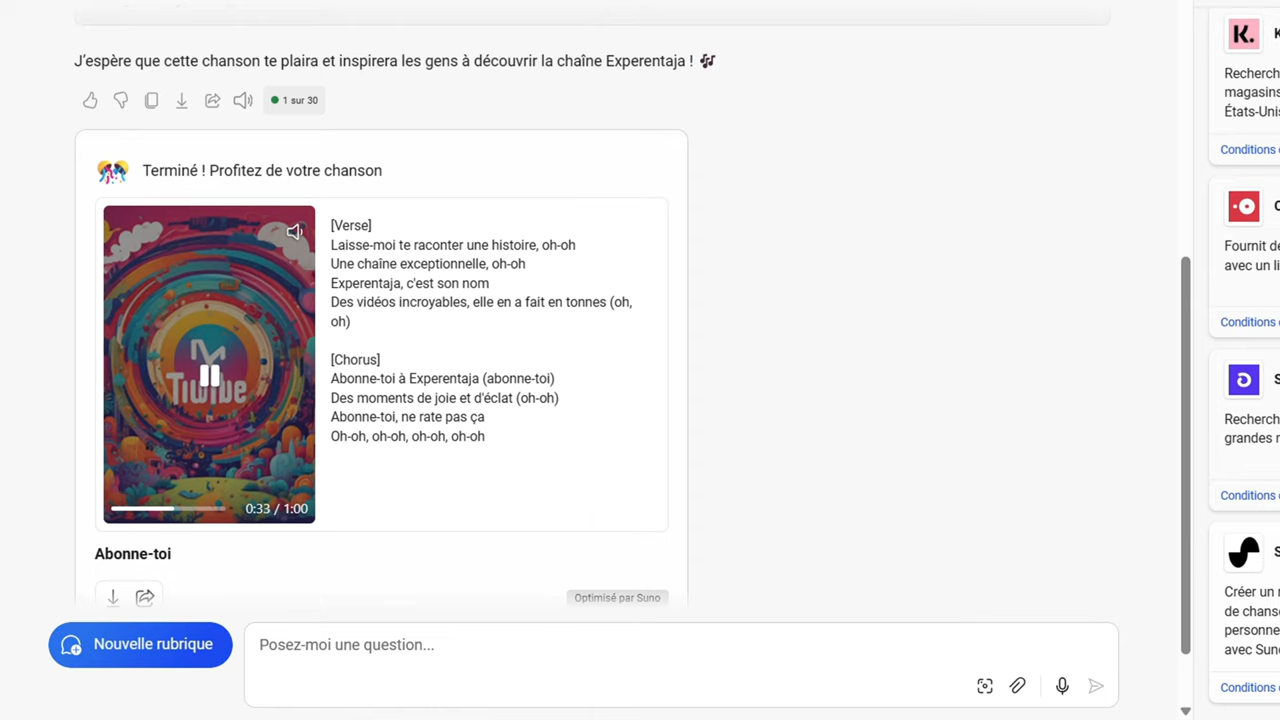 J'espère que cette chanson te plaira et inspirera les gens à découvrir la chaîne Experentaja !
1 sur 30
Terminé ! Profitez de votre chanson
[Verse]
Laisse-moi te raconter une histoire, oh-oh
Une chaîne exceptionnelle, oh-oh
Experentaja, c'est son nom
Des vidéos incroyables, elle en a fait en tonnes (oh,
oh)
[Chorus]
Abonne-toi à Experentaja (abonne-toi)
Des moments de joie et d'éclat (oh-oh)
Abonne-toi, ne rate pas ça
Oh-oh, oh-oh, oh-oh, oh-oh
0:33 / 1:00
Abonne-toi
Optimisé par Suno
Nouvelle rubrique
Posez-moi une question...
K.
K
Recherch
magasins
États-Unis
Conditions
Fournit de
avec un li
Conditions
S
Recherch
grandes r
Conditions
S
Créer un
de chanso
personne
avec Suno
Conditions